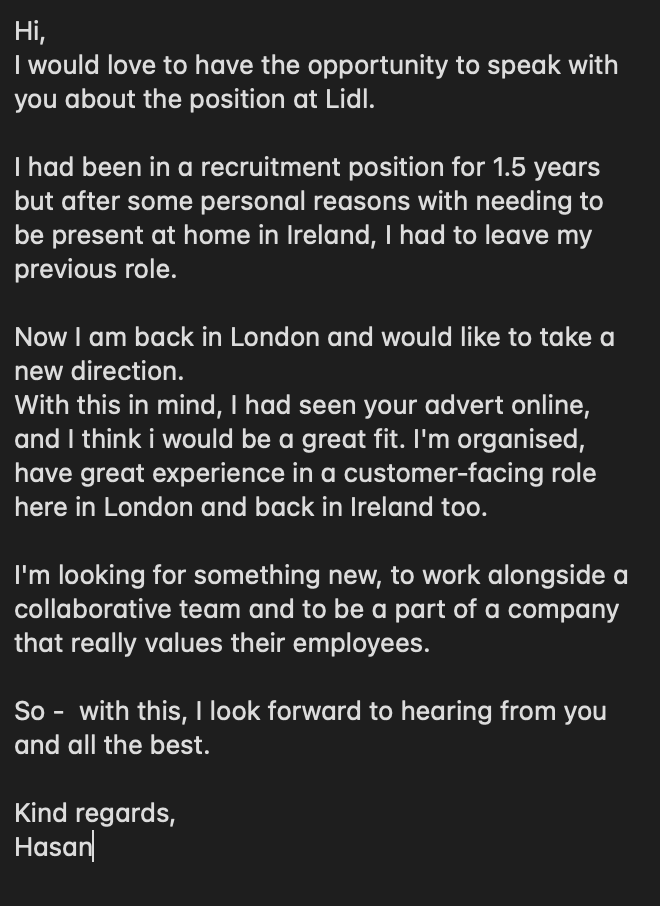 Hi,
I would love to have the opportunity to speak with
you about the position at Lidl.
I had been in a recruitment position for 1.5 years
but after some personal reasons with needing to
be present at home in Ireland, I had to leave my
previous role.
Now I am back in London and would like to take a
new direction.
With this in mind, I had seen your advert online,
and I think i would be a great fit. I'm organised,
have great experience in a customer-facing role
here in London and back in Ireland too.
I'm looking for something new, to work alongside a
collaborative team and to be a part of a company
that really values their employees.
So -  with this, I look forward to hearing from you
and all the best.
Kind regards,
Hasan